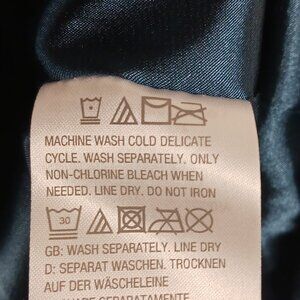 MACHINE WASH COLD DELICATE
CYCLE. WASH SEPARATELY. ONLY
NON-CHLORINE BLEACH WHEN
NEEDED. LINE DRY. DO NOT IRON
30
GB: WASH SEPARATELY. LINE DRY
D: SEPARAT WASCHEN. TROCKNEN
AUF DER WÄSCHELEINE
SEPARATAMENTE